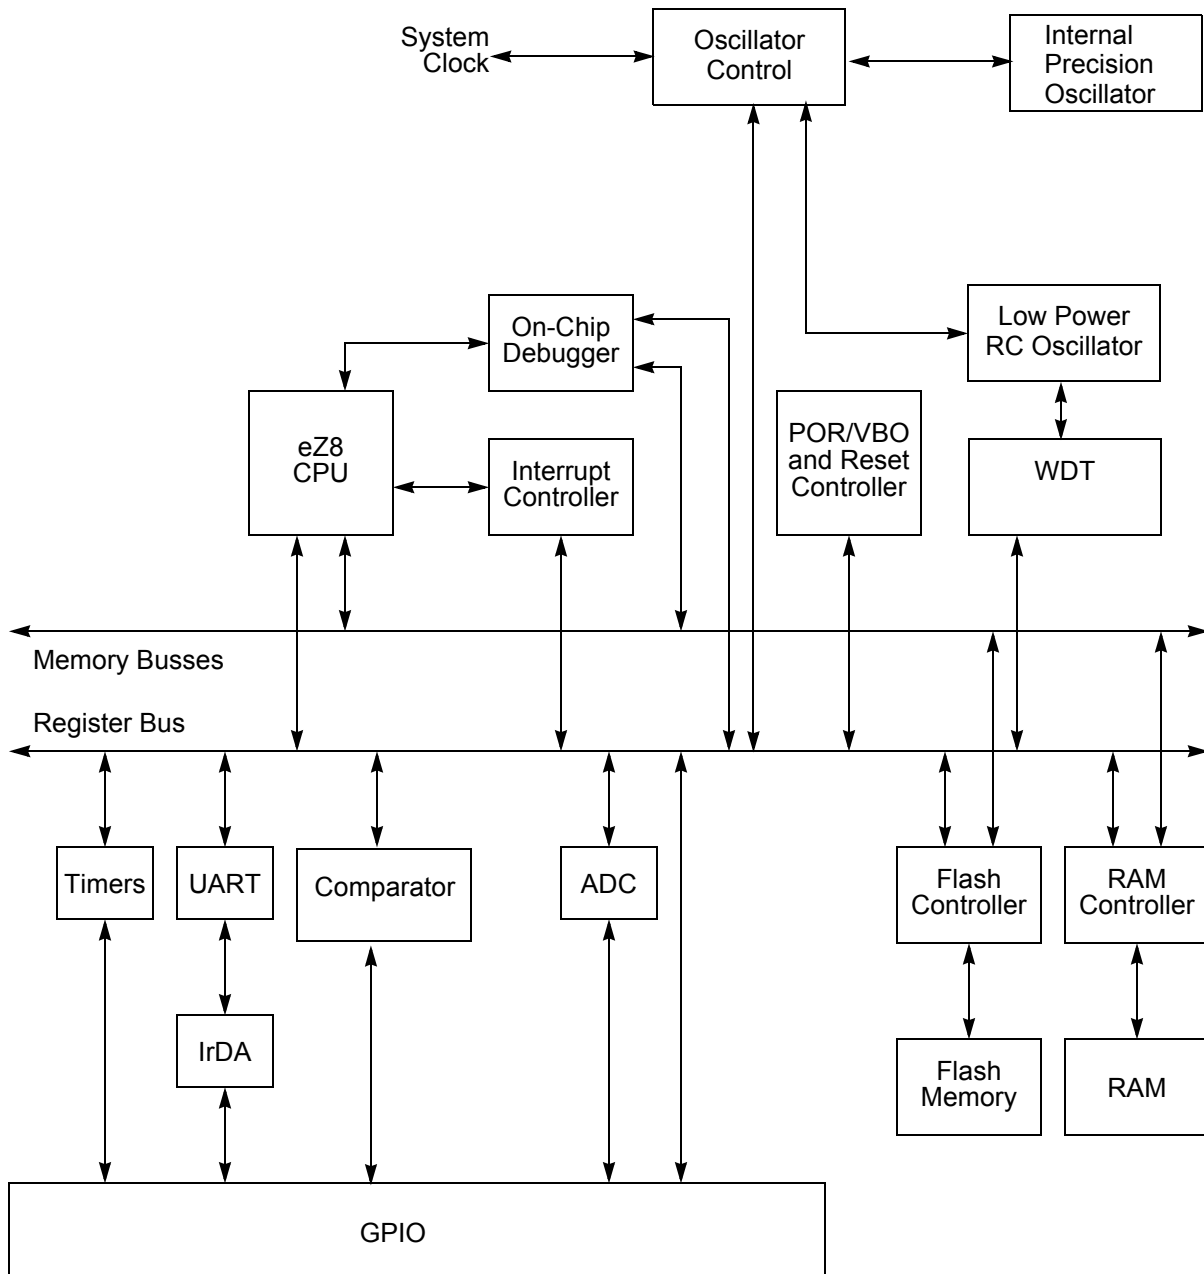 System
Clock
Oscillator
Control
Internal
Precision
Oscillator
On-Chip
Debugger
Low Power
RC Oscillator
eZ8
CPU
Interrupt
Controller
POR/VBO
and Reset
Controller
WDT
Memory Busses
Register Bus
Timers
UART
Comparator
ADC
Flash
Controller
RAM
Controller
IrDA
Flash
Memory
RAM
GPIO